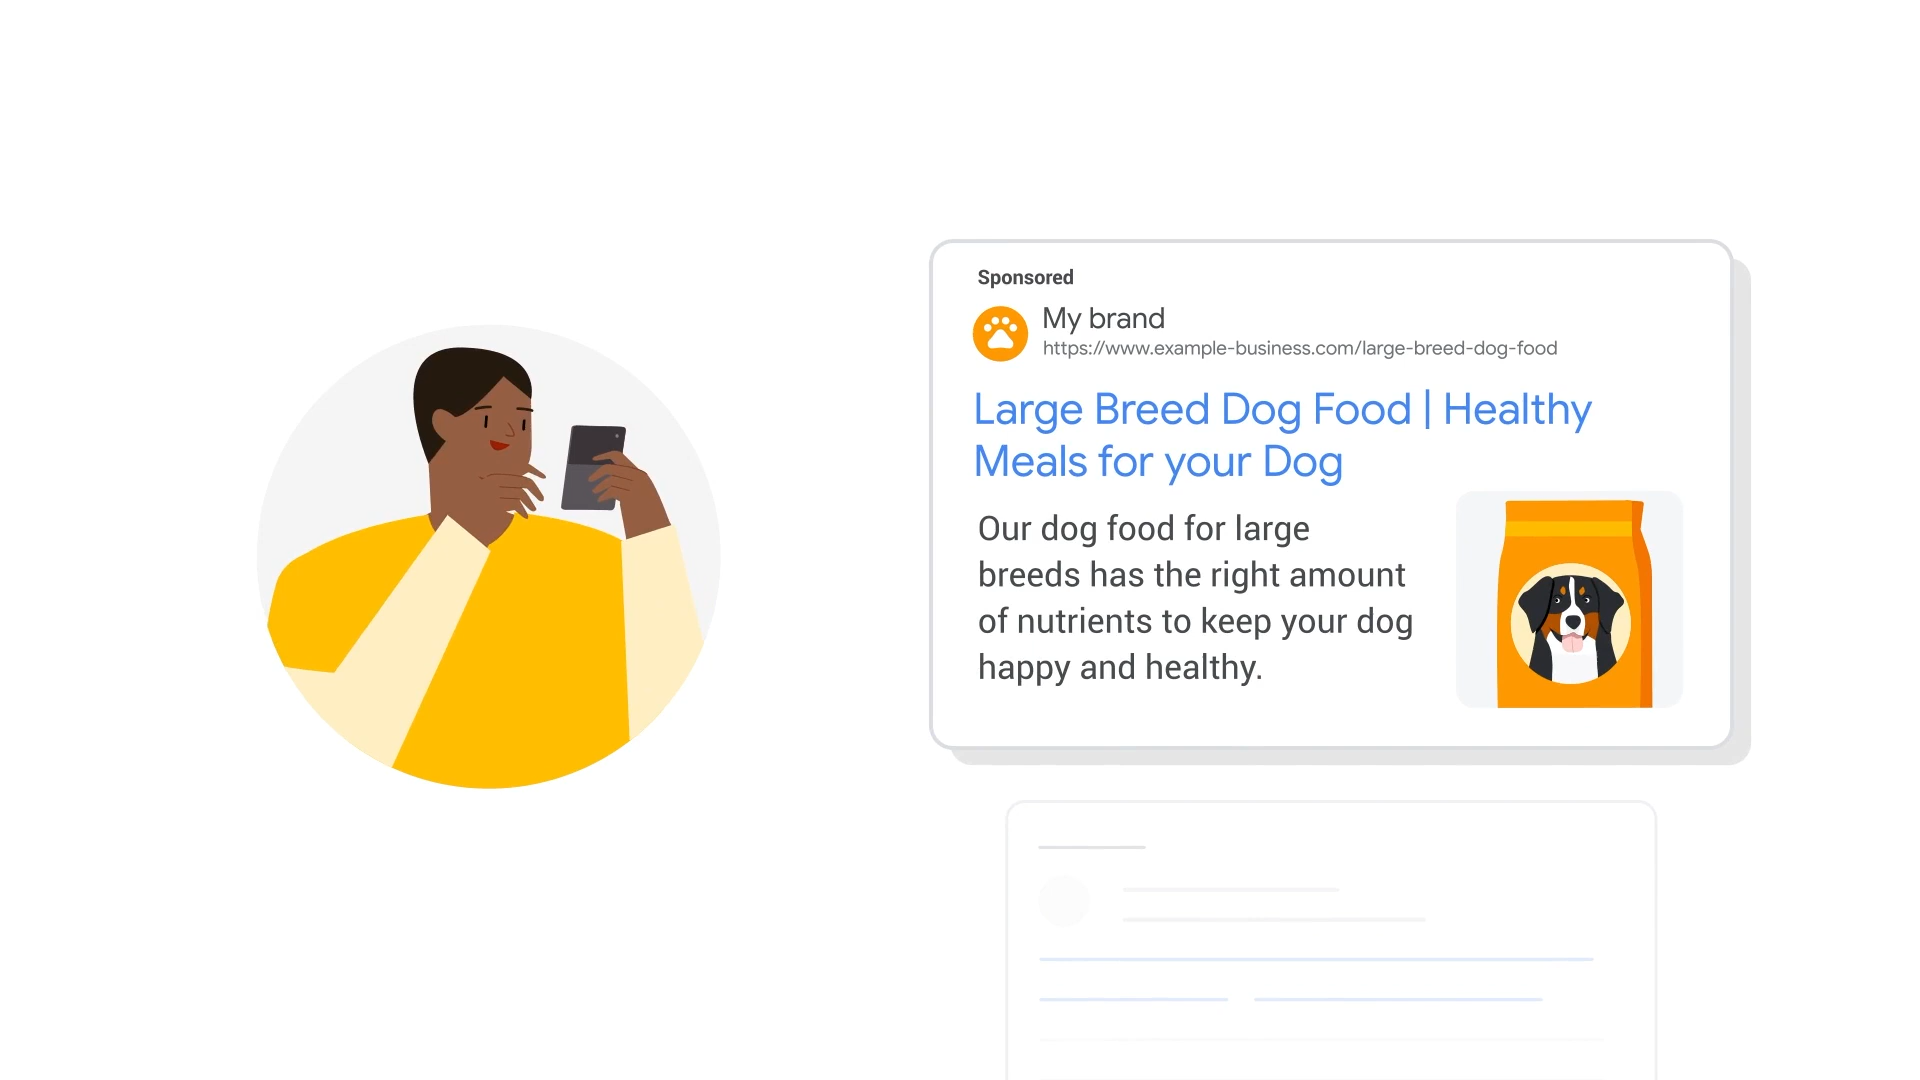 Sponsored
My brand
https://www.example-business.com/large-breed-dog-food
Large Breed Dog Food | Healthy
Meals for your Dog
Our dog food for large
breeds has the right amount
of nutrients to keep your dog
happy and healthy.